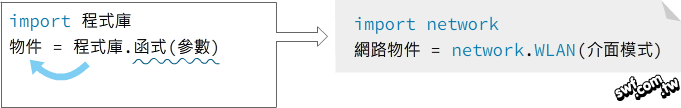 import 程式庫
物件 = 程式庫.函式(參數)
import network
網路物件 = network.WLAN(介面模式)
swf.com.tw